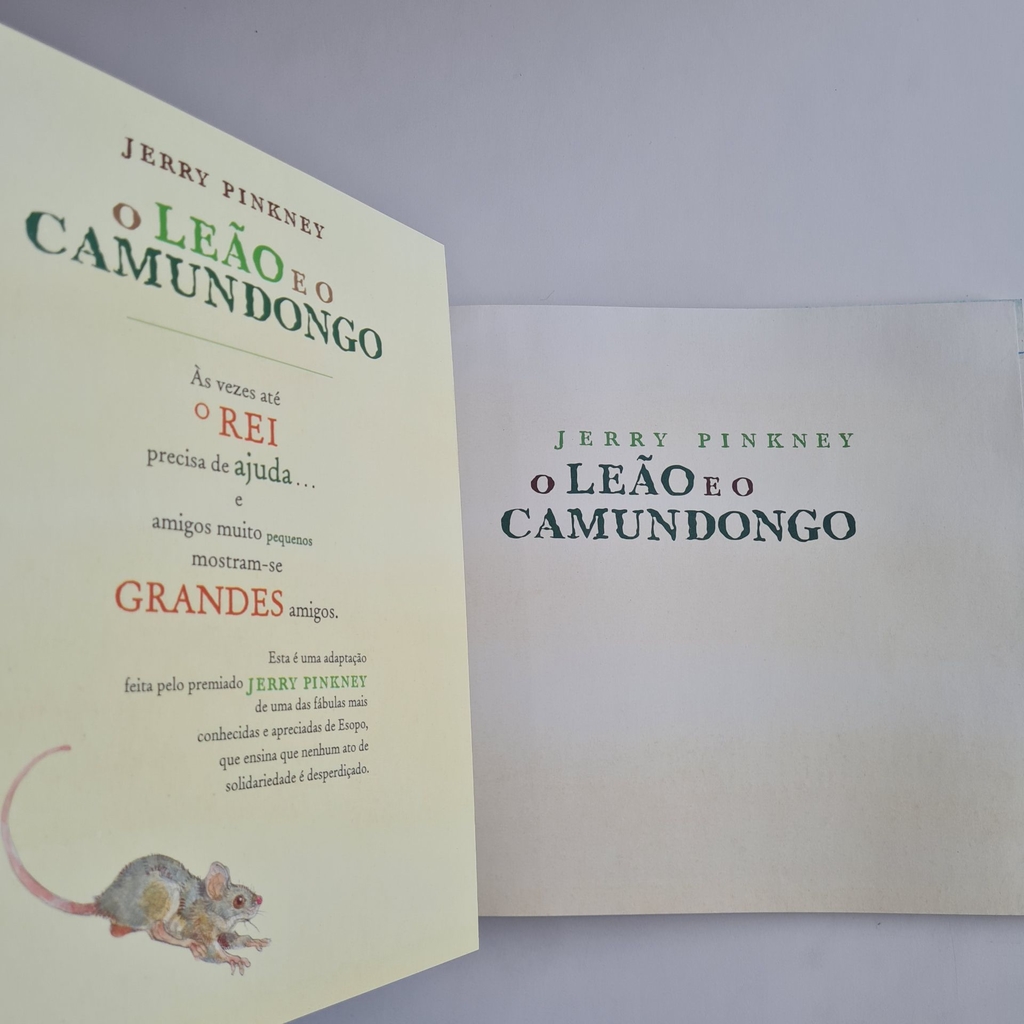 JERRY PINKNEY
O LEÃO E O
CAMUNDONGO
Às vezes até
O REI
precisa de ajuda...
e
amigos muito pequenos
mostram-se
GRANDES amigos.
Esta é uma adaptação
feita pelo premiado JERRY PINKNEY
de uma das fábulas mais
conhecidas e apreciadas de Esopo,
que ensina que nenhum ato de
solidariedade é desperdiçado.
JERRY PINKNEY
O LEÃO E O
CAMUNDONGO